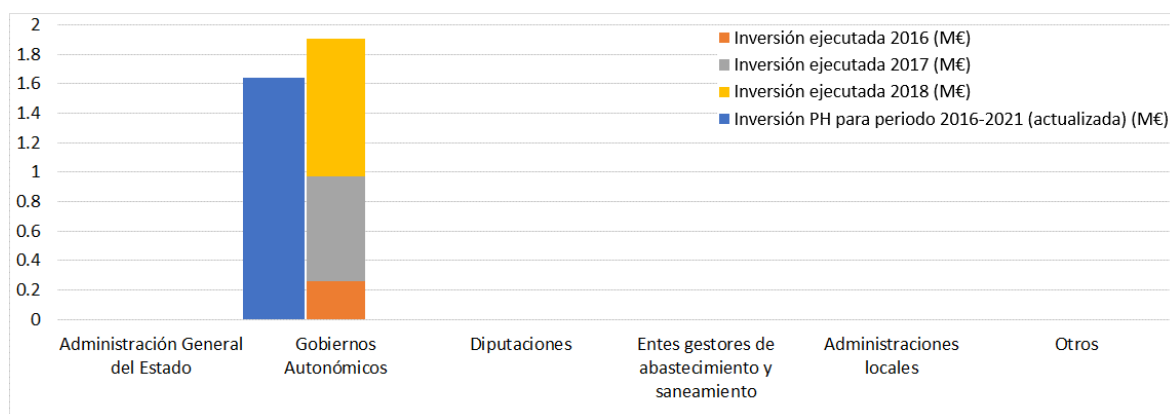 2
1.8
1.6
1.4
1.2
1
0.8
0.6
0.4
0.2
0
Inversión ejecutada 2016 (M€)
Inversión ejecutada 2017 (M€)
Inversión ejecutada 2018 (M€)
Inversión PH para periodo 2016-2021 (actualizada) (M€)
Administración General
del Estado
Gobiernos
Autonómicos
Diputaciones
Entes gestores de
abastecimiento y
saneamiento
Administraciones
locales
Otros